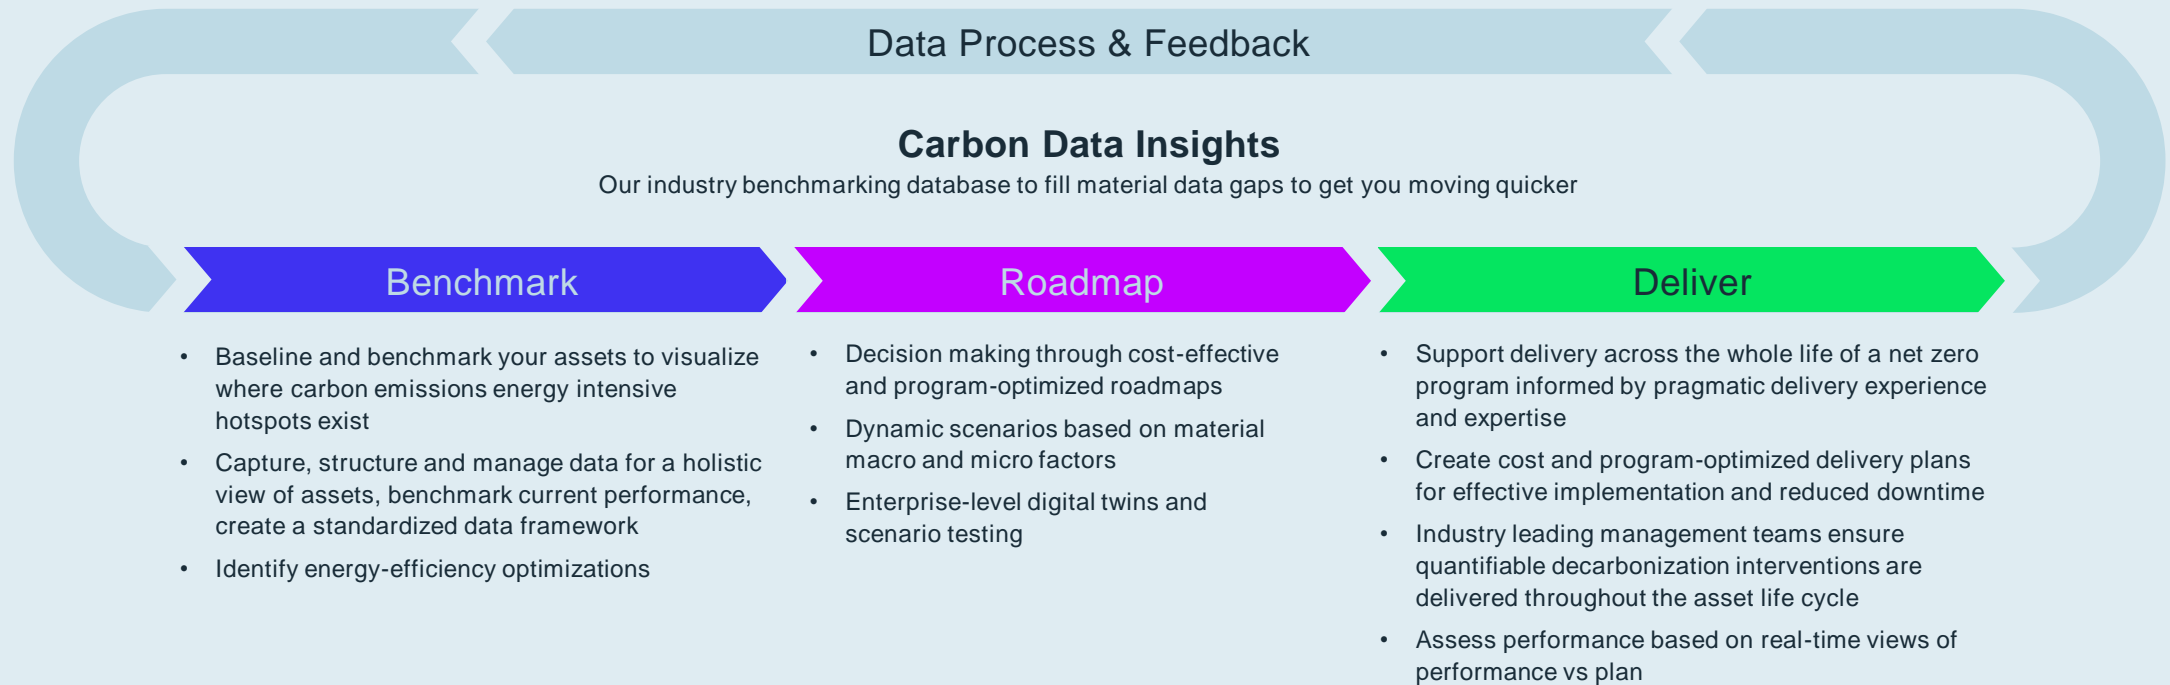 Data Process & Feedback
Carbon Data Insights
Our industry benchmarking database to fill material data gaps to get you moving quicker
Benchmark
• Baseline and benchmark your assets to visualize
where carbon emissions energy intensive
hotspots exist
• Capture, structure and manage data for a holistic
view of assets, benchmark current performance,
create a standardized data framework
• Identify energy-efficiency optimizations
Roadmap
• Decision making through cost-effective
and program-optimized roadmaps
• Dynamic scenarios based on material
macro and micro factors
• Enterprise-level digital twins and
scenario testing
Deliver
• Support delivery across the whole life of a net zero
program informed by pragmatic delivery experience
and expertise
• Create cost and program-optimized delivery plans
for effective implementation and reduced downtime
• Industry leading management teams ensure
quantifiable decarbonization interventions are
delivered throughout the asset life cycle
• Assess performance based on real-time views of
performance vs plan